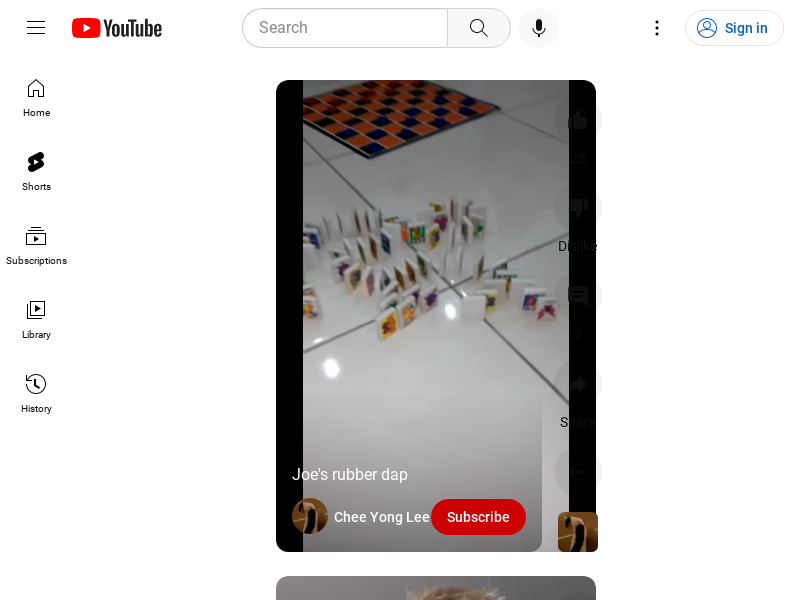 YouTube
Search
Sign in
Home
Shorts
Subscriptions
Library
History
25
Dislike
7
Share
Joe's rubber dap
Chee Yong Lee
Subscribe